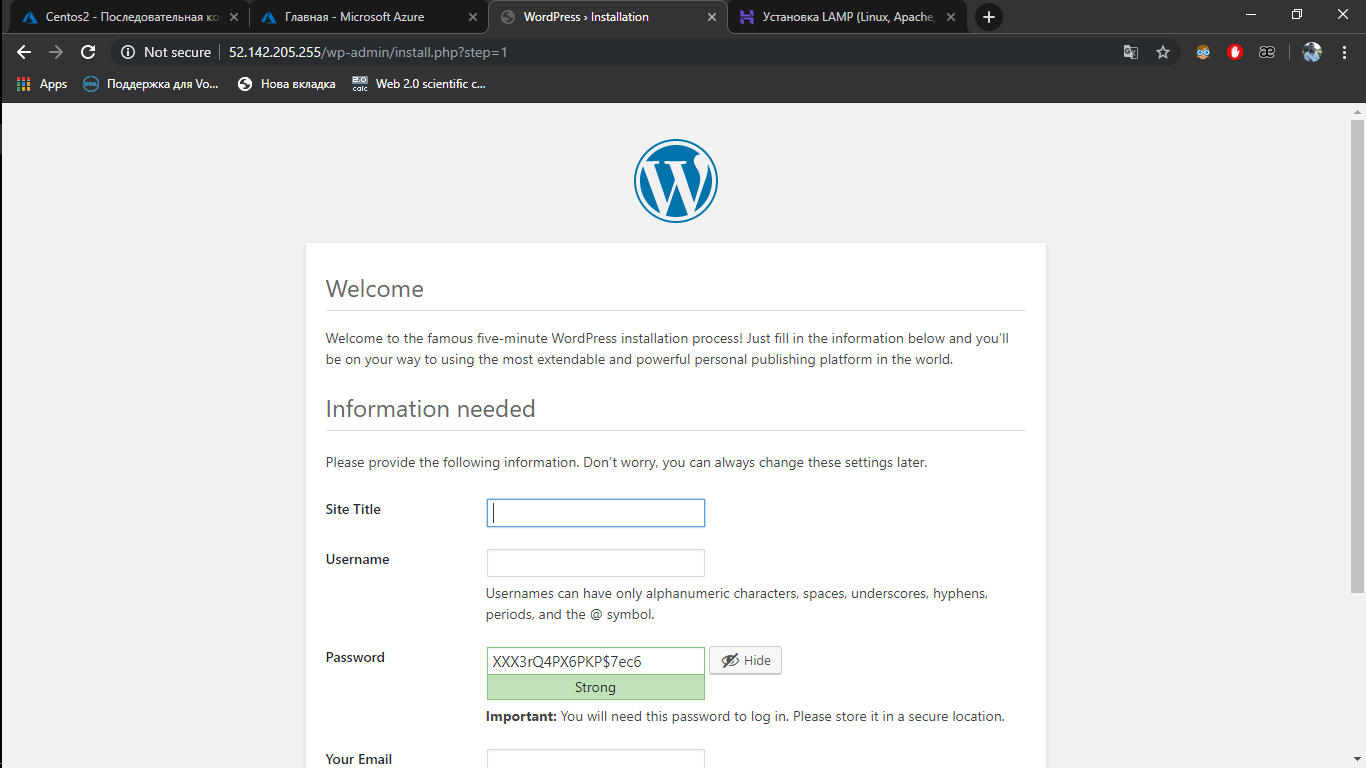 Centos2 - Последовательная ко
Главная - Microsoft Azure
WordPress › Installation
Установка LAMP (Linux, Apache,
Not secure
52.142.205.255/wp-admin/install.php?step=1
Apps
Поддержка для Vo...
Нова вкладка
2.0 calc
Web 2.0 scientific c...
Welcome
Welcome to the famous five-minute WordPress installation process! Just fill in the information below and you’ll
be on your way to using the most extendable and powerful personal publishing platform in the world.
Information needed
Please provide the following information. Don’t worry, you can always change these settings later.
Site Title
Username
Usernames can have only alphanumeric characters, spaces, underscores, hyphens,
periods, and the @ symbol.
Password
XXX3rQ4PX6PKP$7ec6
Hide
Strong
Important: You will need this password to log in. Please store it in a secure location.
Your Email